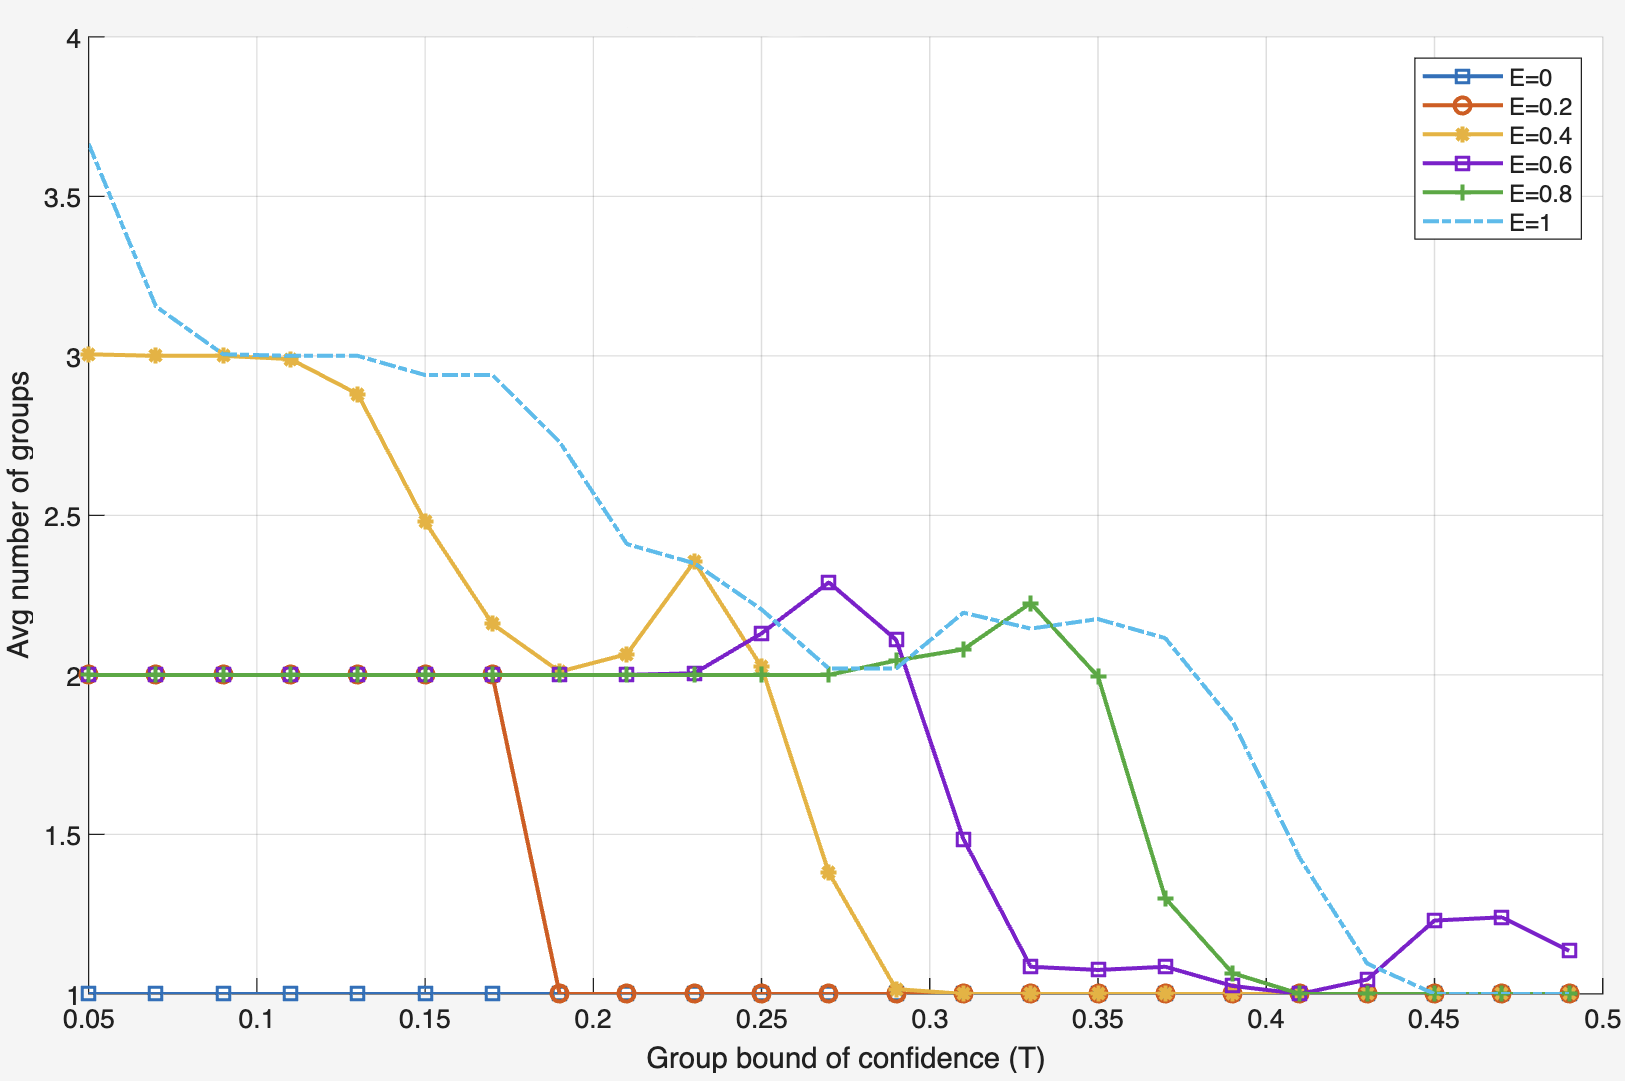 4
3.5
3
2.5
2
1.5
1
0.05
0.1
0.15
0.2
0.25
0.3
0.35
0.4
0.45
0.5
Avg number of groups
Group bound of confidence (T)
E=0
E=0.2
E=0.4
E=0.6
E=0.8
E=1